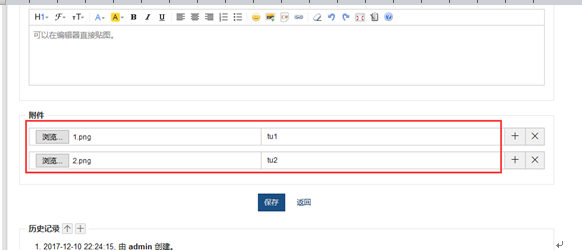 H1 F тT A A B I U
可以在编辑器直接贴图。
附件
浏览... 1.png tu1
浏览... 2.png tu2
保存 返回
历史记录
1. 2017-12-10 22:24:15, 由 admin 创建。